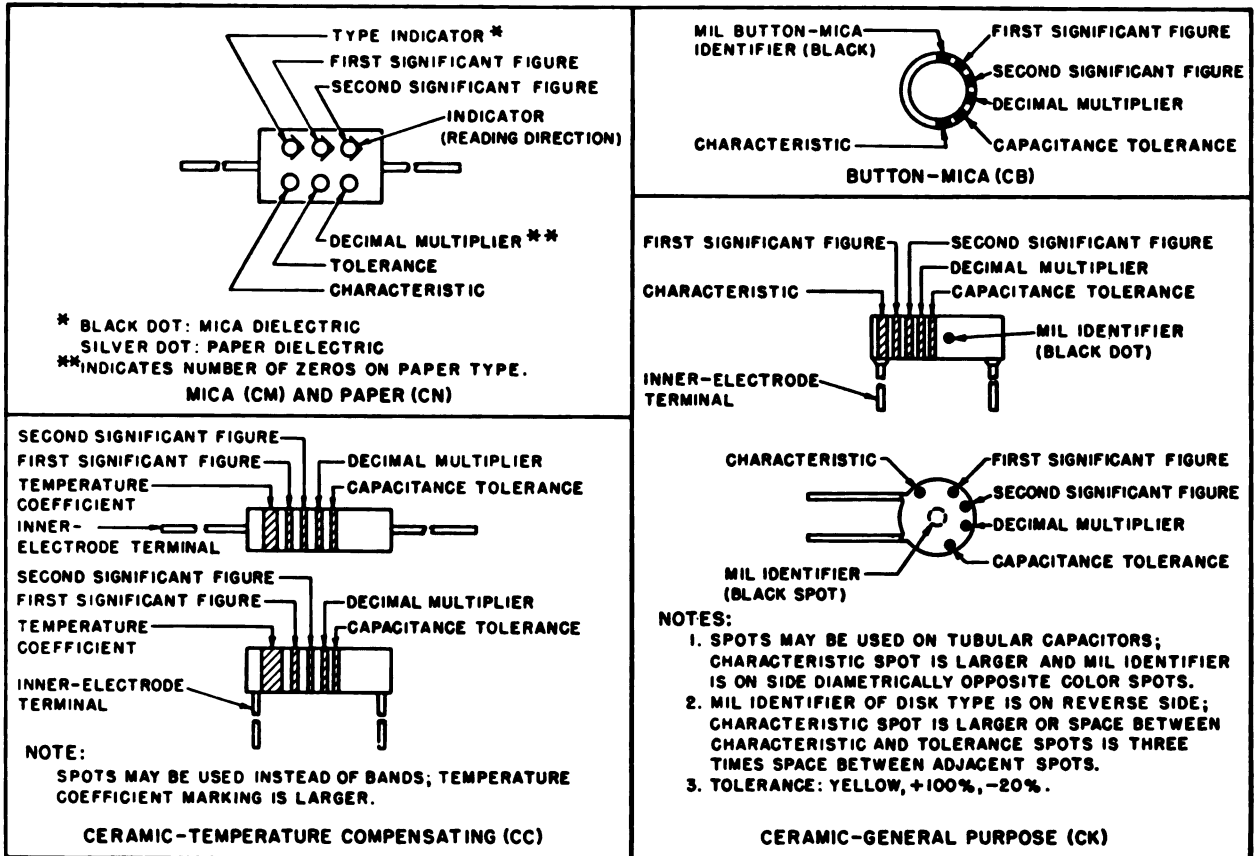 TYPE INDICATOR *
FIRST SIGNIFICANT FIGURE
SECOND SIGNIFICANT FIGURE
INDICATOR
(READING DIRECTION)
DECIMAL MULTIPLIER **
TOLERANCE
CHARACTERISTIC
* BLACK DOT: MICA DIELECTRIC
SILVER DOT: PAPER DIELECTRIC
**INDICATES NUMBER OF ZEROS ON PAPER TYPE.
MICA (CM) AND PAPER (CN)
MIL BUTTON-MICA
IDENTIFIER (BLACK)
FIRST SIGNIFICANT FIGURE
SECOND SIGNIFICANT FIGURE
DECIMAL MULTIPLIER
CHARACTERISTIC
CAPACITANCE TOLERANCE
BUTTON-MICA (CB)
SECOND SIGNIFICANT FIGURE
FIRST SIGNIFICANT FIGURE
DECIMAL MULTIPLIER
TEMPERATURE
COEFFICIENT
CAPACITANCE TOLERANCE
INNER-
ELECTRODE TERMINAL
SECOND SIGNIFICANT FIGURE
FIRST SIGNIFICANT FIGURE
DECIMAL MULTIPLIER
TEMPERATURE
COEFFICIENT
CAPACITANCE TOLERANCE
INNER-ELECTRODE
TERMINAL
NOTE:
SPOTS MAY BE USED INSTEAD OF BANDS; TEMPERATURE
COEFFICIENT MARKING IS LARGER.
CERAMIC-TEMPERATURE COMPENSATING (CC)
FIRST SIGNIFICANT FIGURE
SECOND SIGNIFICANT FIGURE
DECIMAL MULTIPLIER
CHARACTERISTIC
CAPACITANCE TOLERANCE
MIL IDENTIFIER
(BLACK DOT)
INNER-ELECTRODE
TERMINAL
CHARACTERISTIC
FIRST SIGNIFICANT FIGURE
SECOND SIGNIFICANT FIGURE
DECIMAL MULTIPLIER
CAPACITANCE TOLERANCE
MIL IDENTIFIER
(BLACK SPOT)
NOTES:
1. SPOTS MAY BE USED ON TUBULAR CAPACITORS;
CHARACTERISTIC SPOT IS LARGER AND MIL IDENTIFIER
IS ON SIDE DIAMETRICALLY OPPOSITE COLOR SPOTS.
2. MIL IDENTIFIER OF DISK TYPE IS ON REVERSE SIDE;
CHARACTERISTIC SPOT IS LARGER OR SPACE BETWEEN
CHARACTERISTIC AND TOLERANCE SPOTS IS THREE
TIMES SPACE BETWEEN ADJACENT SPOTS.
3. TOLERANCE: YELLOW, +100%, -20%.
CERAMIC-GENERAL PURPOSE (CK)